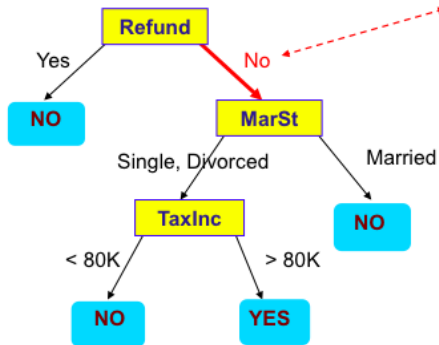 Refund
Yes
No
NO
MarSt
Single, Divorced
Married
TaxInc
NO
< 80K
> 80K
NO
YES